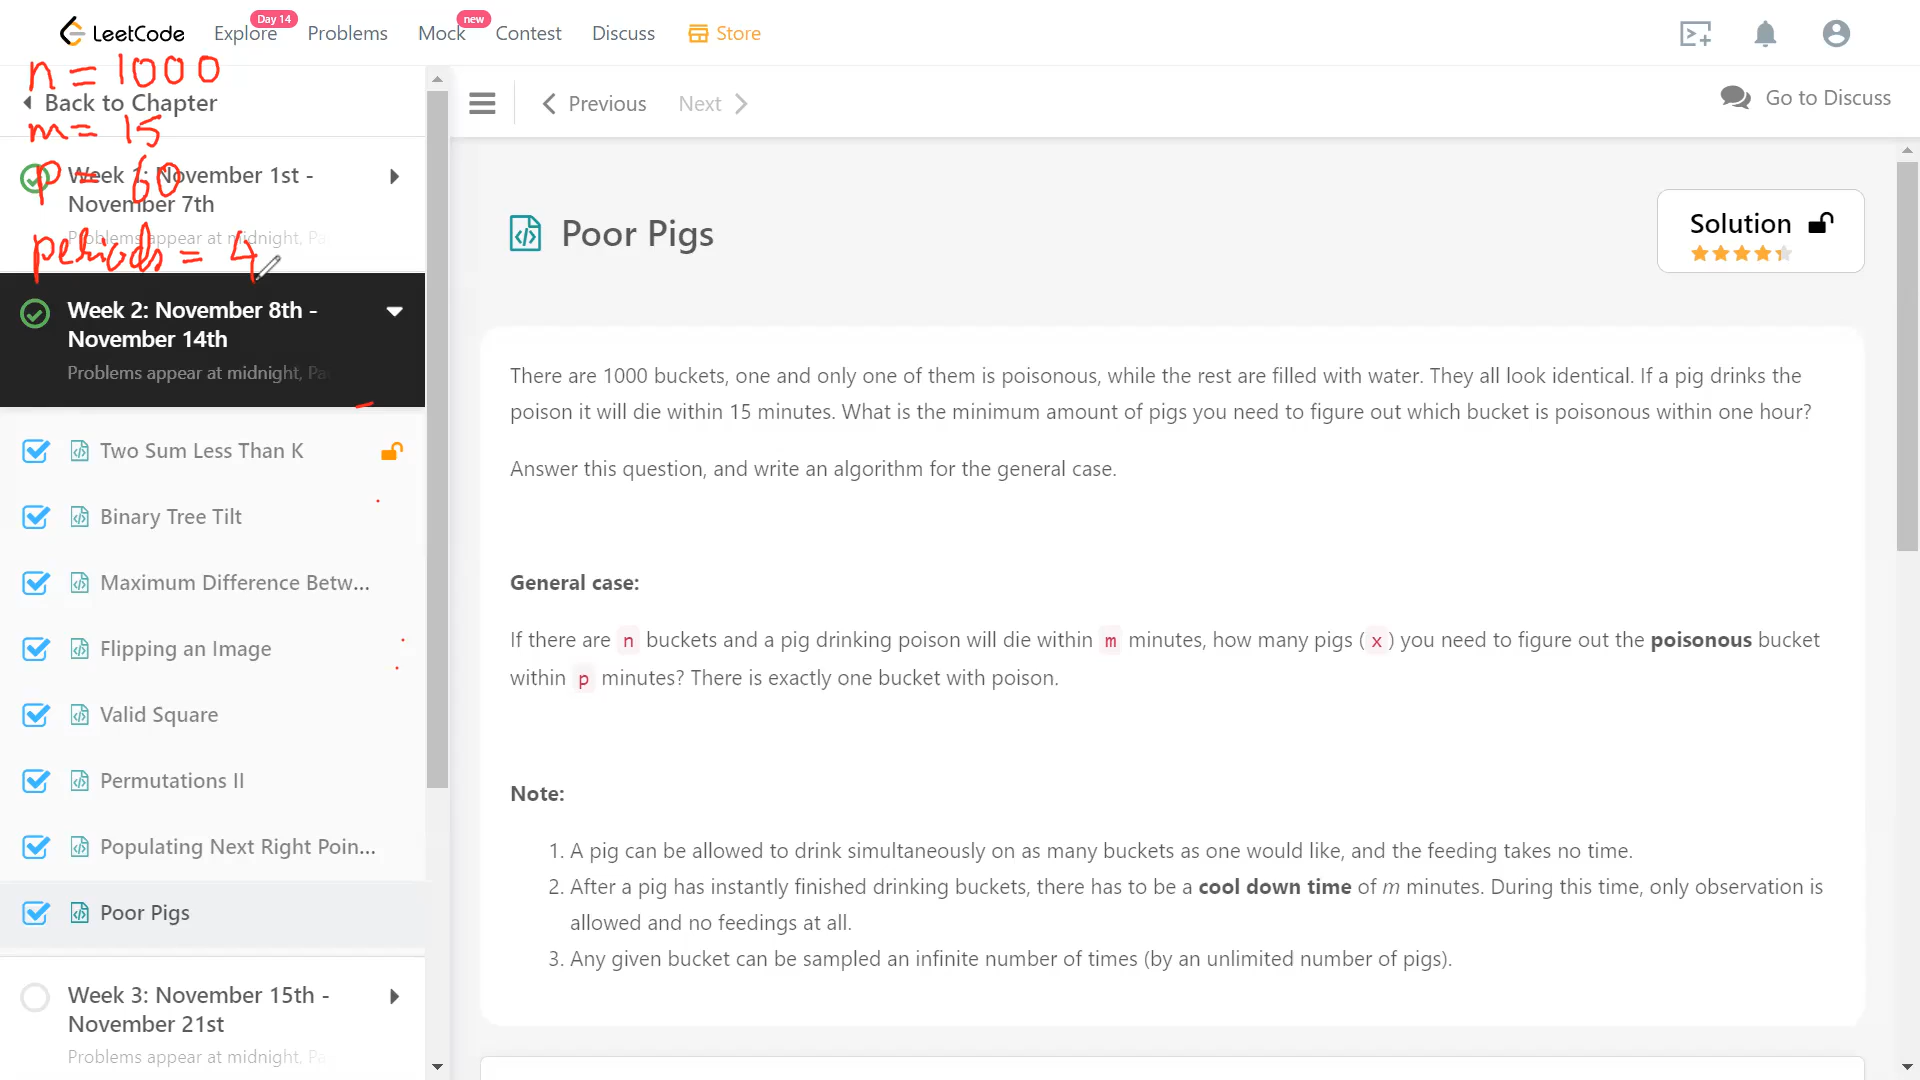 LeetCode
Explore
Day 14
Problems
Mock
new
Contest
Discuss
Store
n = 1000
Back to Chapter
m = 15
Week 1: November 1st -
November 7th
p = 60
Problems appear at midnight, Pa
periods = 4
Week 2: November 8th -
November 14th
Problems appear at midnight, Pa
Two Sum Less Than K
Binary Tree Tilt
Maximum Difference Betw...
Flipping an Image
Valid Square
Permutations II
Populating Next Right Poin...
Poor Pigs
Week 3: November 15th -
November 21st
Problems appear at midnight, Pa
Previous
Next
Go to Discuss
Poor Pigs
Solution
There are 1000 buckets, one and only one of them is poisonous, while the rest are filled with water. They all look identical. If a pig drinks the
poison it will die within 15 minutes. What is the minimum amount of pigs you need to figure out which bucket is poisonous within one hour?
Answer this question, and write an algorithm for the general case.
General case:
If there are n buckets and a pig drinking poison will die within m minutes, how many pigs (x) you need to figure out the poisonous bucket
within p minutes? There is exactly one bucket with poison.
Note:
1. A pig can be allowed to drink simultaneously on as many buckets as one would like, and the feeding takes no time.
2. After a pig has instantly finished drinking buckets, there has to be a cool down time of m minutes. During this time, only observation is
allowed and no feedings at all.
3. Any given bucket can be sampled an infinite number of times (by an unlimited number of pigs).